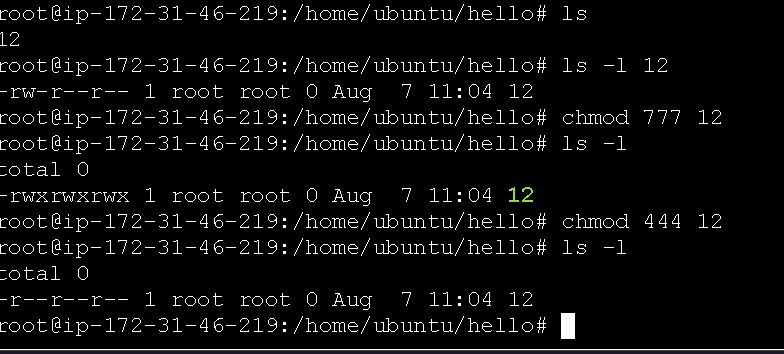 root@ip-172-31-46-219:/home/ubuntu/hello# ls
12
root@ip-172-31-46-219:/home/ubuntu/hello# ls -l 12
-rw-r--r-- 1 root root 0 Aug  7 11:04 12
root@ip-172-31-46-219:/home/ubuntu/hello# chmod 777 12
root@ip-172-31-46-219:/home/ubuntu/hello# ls -l
total 0
-rwxrwxrwx 1 root root 0 Aug  7 11:04 12
root@ip-172-31-46-219:/home/ubuntu/hello# chmod 444 12
root@ip-172-31-46-219:/home/ubuntu/hello# ls -l
total 0
-r--r--r-- 1 root root 0 Aug  7 11:04 12
root@ip-172-31-46-219:/home/ubuntu/hello#